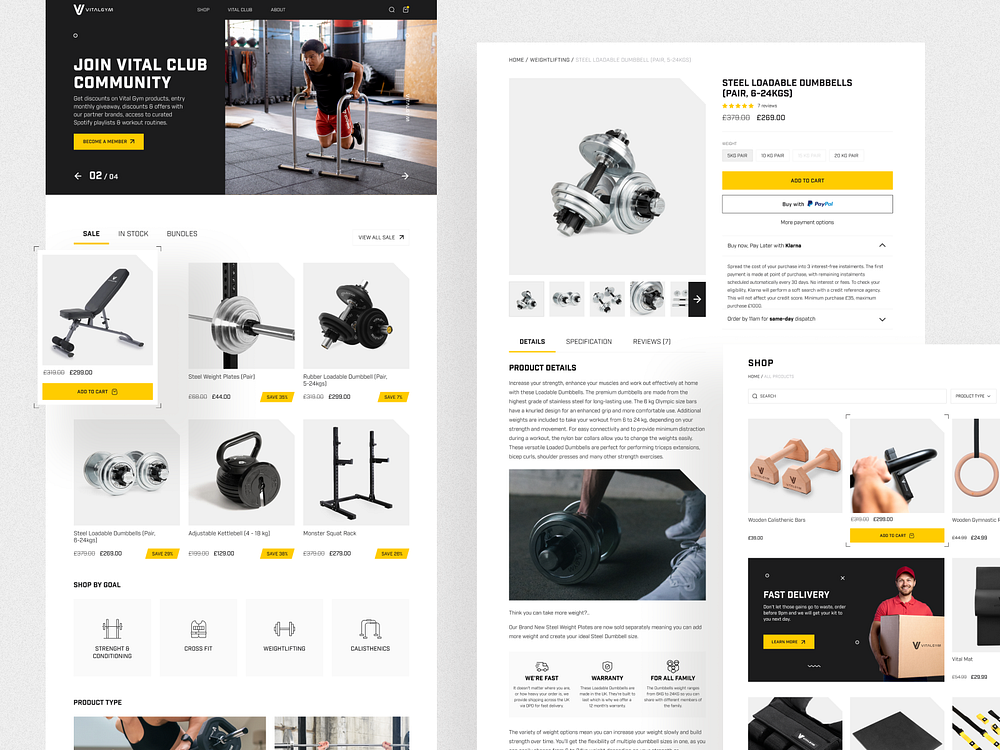 VITALGYM
SHOP
VITAL CLUB
ABOUT
JOIN VITAL CLUB
COMMUNITY
Get discounts on Vital Gym products, entry
monthly giveaway, discounts & offers with
our partner brands, access to curated
Spotify playlists & workout routines.
BECOME A MEMBER
02 / 04
SALE
IN STOCK
BUNDLES
VIEW ALL SALE
£319.00 £299.00
ADD TO CART
Steel Weight Plates (Pair)
£68.00 £44.00
SAVE 35%
Rubber Loadable Dumbbell (Pair,
5-24kgs)
£319.00 £299.00
SAVE 7%
Steel Loadable Dumbbells (Pair,
6-24kgs)
£379.00 £269.00
SAVE 29%
Adjustable Kettlebell (4 - 18 kg)
£199.00 £129.00
SAVE 36%
Monster Squat Rack
£379.00 £279.00
SAVE 26%
SHOP BY GOAL
STRENGHT &
CONDITIONING
CROSS FIT
WEIGHTLIFTING
CALISTHENICS
PRODUCT TYPE
HOME / WEIGHTLIFTING / STEEL LOADABLE DUMBBELL (PAIR, 5-24KGS)
STEEL LOADABLE DUMBBELLS
(PAIR, 6-24KGS)
7 reviews
£379.00 £269.00
WEIGHT
5KG PAIR
10 KG PAIR
20 KG PAIR
ADD TO CART
Buy with PayPal
More payment options
Buy now, Pay Later with Klarna
Spread the cost of your purchase into 3 interest-free instalments. The first
payment is made at point of purchase, with remaining instalments
scheduled automatically every 30 days. No interest or fees. To check your
eligibility, Klarna will perform a soft search with a credit reference agency.
This will not affect your credit score. Minimum purchase £35, maximum
purchase £1000.
Order by 11am for same-day dispatch
DETAILS
SPECIFICATION
REVIEWS (7)
PRODUCT DETAILS
Increase your strength, enhance your muscles and work out effectively at home
with these Loadable Dumbbells. The premium dumbbells are made from the
highest grade of stainless steel for long-lasting use. The 8 kg Olympic size bars
have a knurled design for an enhanced grip and more comfortable use. Additional
weights are included to take your workout from 6 to 24 kg, depending on your
strength and movement. For easy connectivity and to provide minimum distraction
during a workout, the nylon bar collars allow you to change the weights easily.
These versatile Loaded Dumbbells are perfect for performing triceps extensions,
bicep curls, shoulder presses and many other strength exercises.
Think you can take more weight?..
Our Brand New Steel Weight Plates are now sold separately meaning you can add
more weight and create your ideal Steel Dumbbell size.
WE'RE FAST
It doesn't matter where you are
or how heavy your order is, we
provide shipping across the UK
via DPD for fast delivery.
WARRANTY
These Loadable Dumbbells are
made in the UK. They're built to
last which is why we offer a
12 month's warranty.
FOR ALL FAMILY
The Dumbbells weight ranges
from 6KG to 24KG so you can
share with different members of
the family.
The variety of weight options mean you can increase your weight slowly and build
strength over time. You'll get the flexibility of multiple dumbbell sizes in one, as you
SHOP
HOME / ALL PRODUCTS
SEARCH
PRODUCT TYPE
Wooden Calisthenic Bars
£39.00
£319.00 £299.00
ADD TO CART
Wooden Gymnastic R
£44.99 £24.99
FAST DELIVERY
Don't let those gains go to waste, order
before 9pm and we will get your kit to
you next day.
LEARN MORE
VITALGYM
Vital Mat
£54.99 £29.99